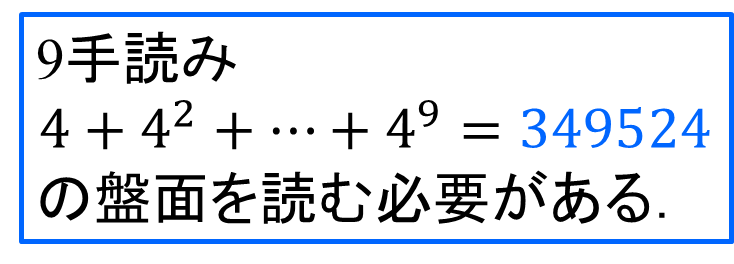 9手読み
4 + 4² + ⋯ + 4⁹ = 349524
の盤面を読む必要がある.